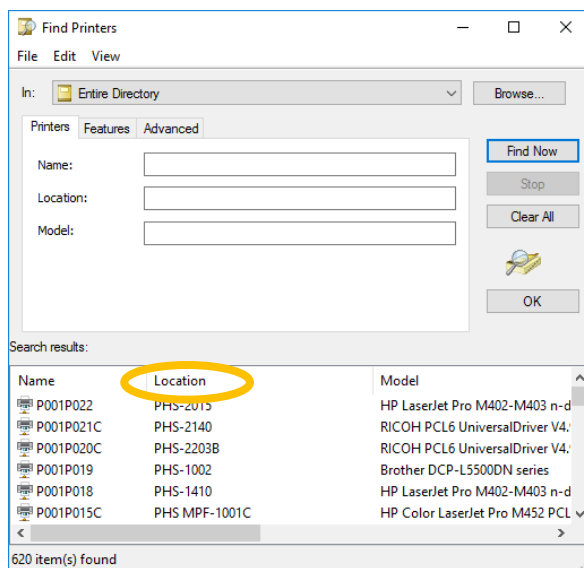 Find Printers
File Edit View
In: Entire Directory Browse...
Printers Features Advanced
Find Now
Name:
Stop
Location:
Clear All
Model:
OK
Search results:
Name Location Model
P001P022 PHS-2015 HP LaserJet Pro M402-M403 n-d
P001P021C PHS-2140 RICOH PCL6 UniversalDriver V4.
P001P020C PHS-2203B RICOH PCL6 UniversalDriver V4.
P001P019 PHS-1002 Brother DCP-L5500DN series
P001P018 PHS-1410 HP LaserJet Pro M402-M403 n-d
P001P015C PHS MPF-1001C HP Color LaserJet Pro M452 PCL
620 item(s) found